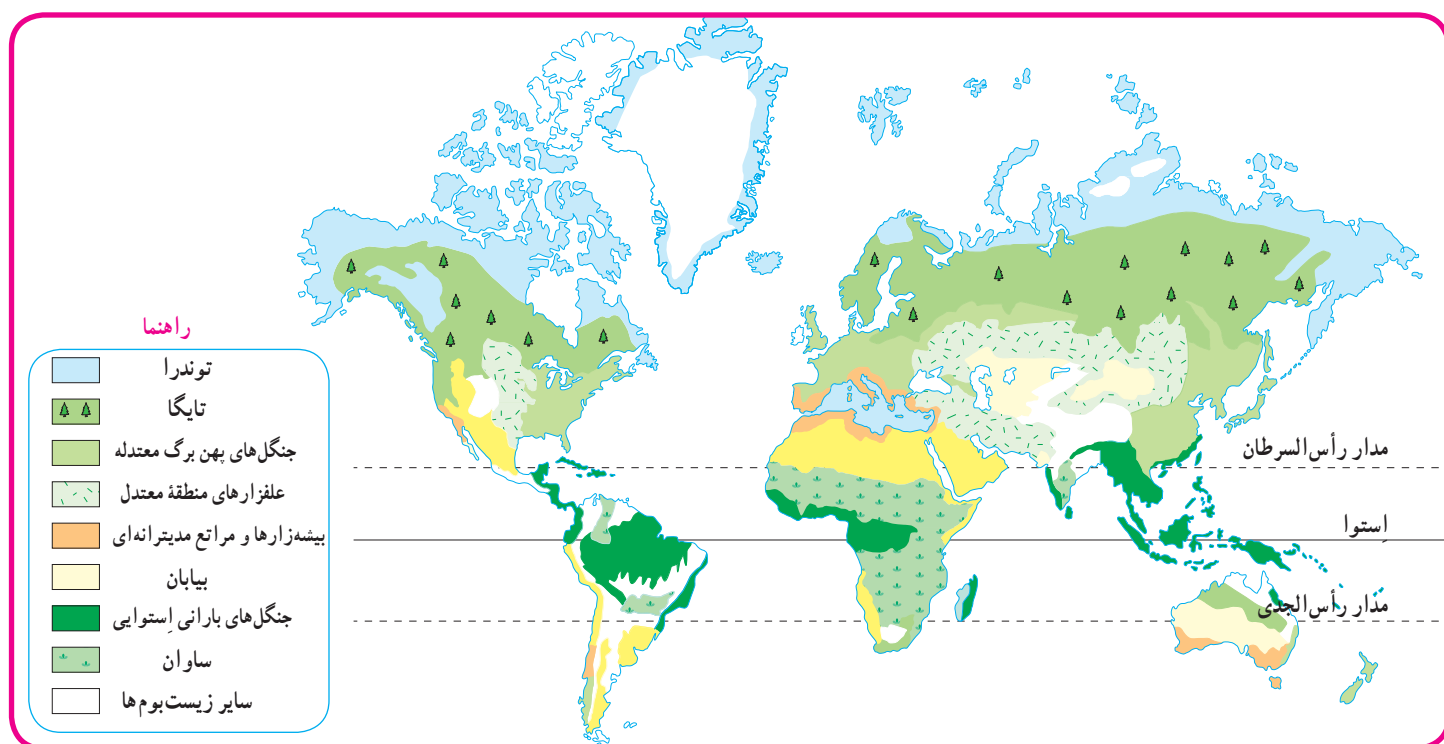 راهنما
توندرا
تایگا
جنگل‌های پهن برگ معتدله
علفزارهای منطقهٔ معتدل
بیشه‌زارها و مراتع مدیترانه‌ای
بیابان
جنگل‌های بارانی اِستوایی
ساوان
سایر زیست‌بوم‌ها
مدار رأس‌السرطان
اِستوا
مدار رأس‌الجدی